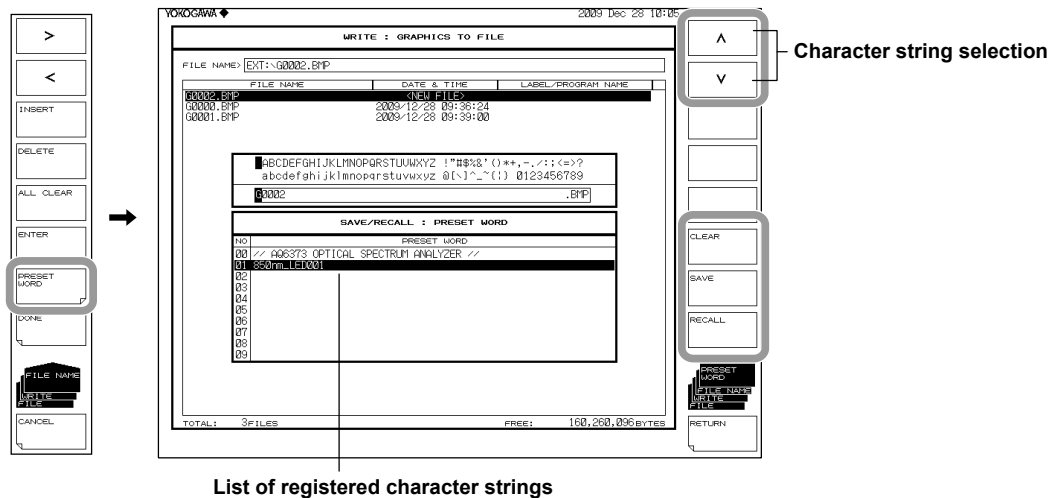 >
<
INSERT
DELETE
ALL CLEAR
ENTER
PRESET
WORD
DONE
FILE NAME
WRITE
FILE
CANCEL
YOKOGAWA ◆ 2009 Dec 28 10:05
WRITE : GRAPHICS TO FILE
FILE NAME> EXT:\G0002.BMP
FILE NAME DATE & TIME LABEL/PROGRAM NAME
G0002.BMP <NEW FILE>
G0000.BMP 2009/12/28 09:36:24
G0001.BMP 2009/12/28 09:39:00
ABCDEFGHIJKLMNOPQRSTUVWXYZ !"#$%&'()*+,-./:;<=>?
abcdefghijklmnopqrstuvwxyz @[\]^_~{¦} 0123456789
G0002 .BMP
SAVE/RECALL : PRESET WORD
NO PRESET WORD
00 // AQ6373 OPTICAL SPECTRUM ANALYZER //
01 850nm_LED001
02
03
04
05
06
07
08
09
TOTAL: 3FILES FREE: 160,260,096 BYTES
∧
∨
Character string selection
CLEAR
SAVE
RECALL
PRESET
WORD
FILE NAME
WRITE
FILE
RETURN
List of registered character strings